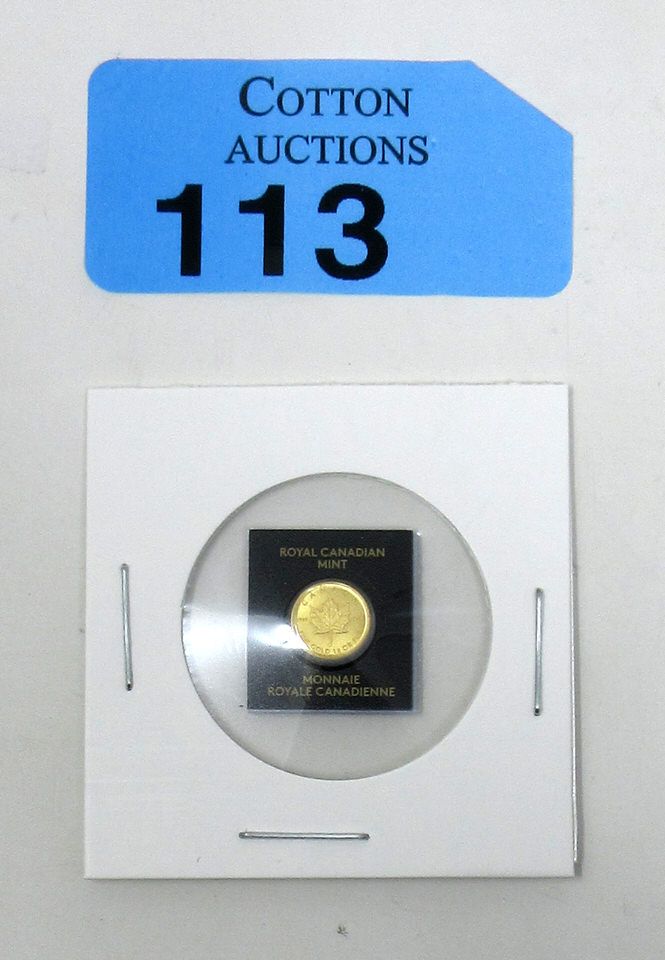 COTTON
AUCTIONS
113
ROYAL CANADIAN
MINT
MONNAIE
ROYALE CANADIENNE